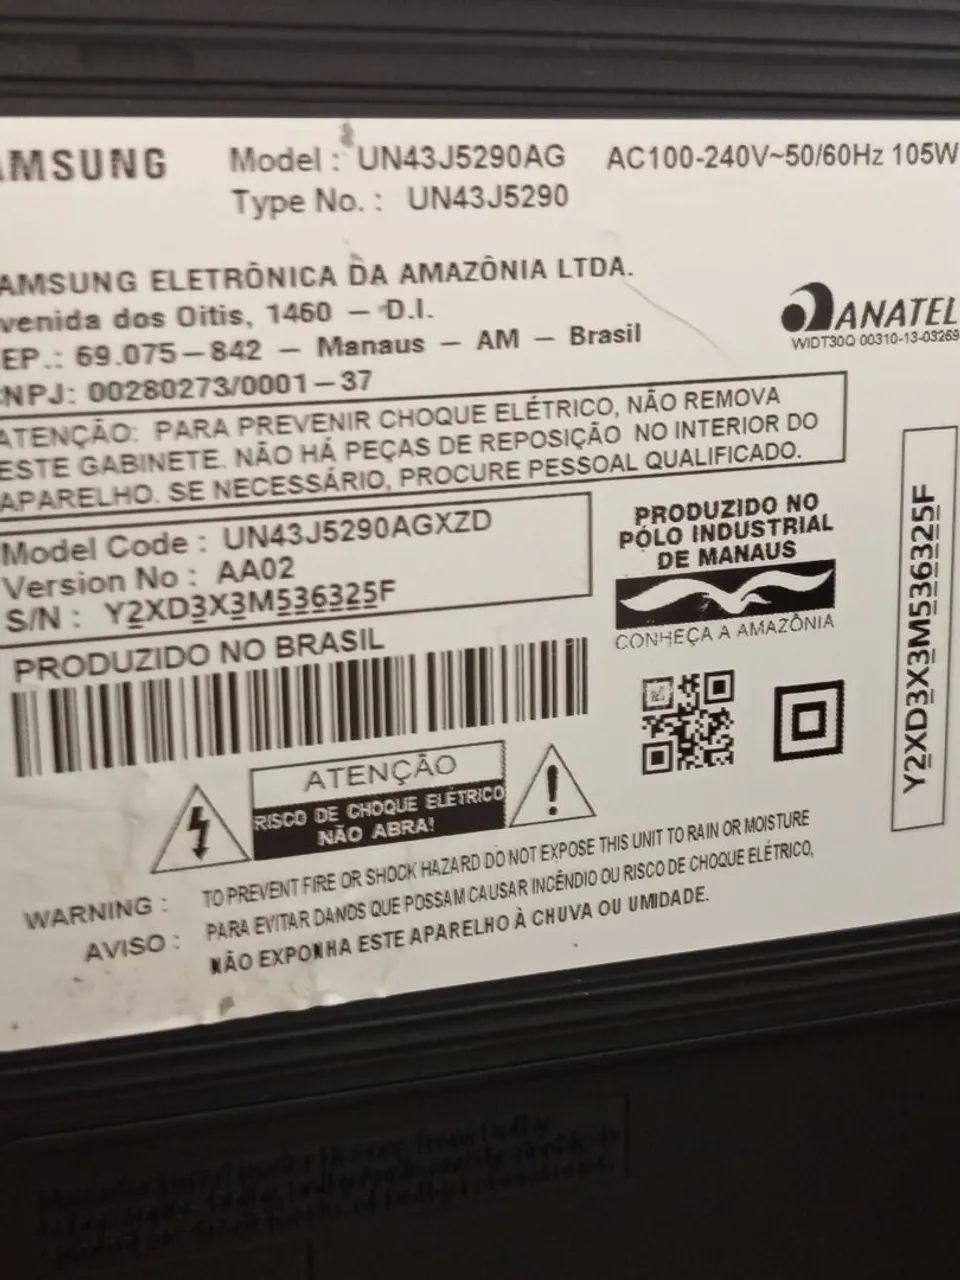 AMSUNG
Model : UN43J5290AG
AC100-240V~50/60Hz 105W
Type No. : UN43J5290
AMSUNG ELETRÔNICA DA AMAZÔNIA LTDA.
venida dos Oitis, 1460 – D.I.
EP.: 69.075–842 – Manaus – AM – Brasil
NPJ: 00280273/0001–37
ANATEL
WIDT30Q 00310-13-03269
ATENÇÃO: PARA PREVENIR CHOQUE ELÉTRICO, NÃO REMOVA
ESTE GABINETE. NÃO HÁ PEÇAS DE REPOSIÇÃO NO INTERIOR DO
APARELHO. SE NECESSÁRIO, PROCURE PESSOAL QUALIFICADO.
Model Code : UN43J5290AGXZD
Version No : AA02
S/N : Y2XD3X3M536325F
PRODUZIDO NO BRASIL
PRODUZIDO NO
PÓLO INDUSTRIAL
DE MANAUS
CONHEÇA A AMAZÔNIA
Y2XD3X3M536325F
ATENÇÃO
RISCO DE CHOQUE ELÉTRICO
NÃO ABRA!
WARNING : TO PREVENT FIRE OR SHOCK HAZARD DO NOT EXPOSE THIS UNIT TO RAIN OR MOISTURE
AVISO : PARA EVITAR DANOS QUE POSSAM CAUSAR INCÊNDIO OU RISCO DE CHOQUE ELÉTRICO,
NÃO EXPONHA ESTE APARELHO À CHUVA OU UMIDADE.